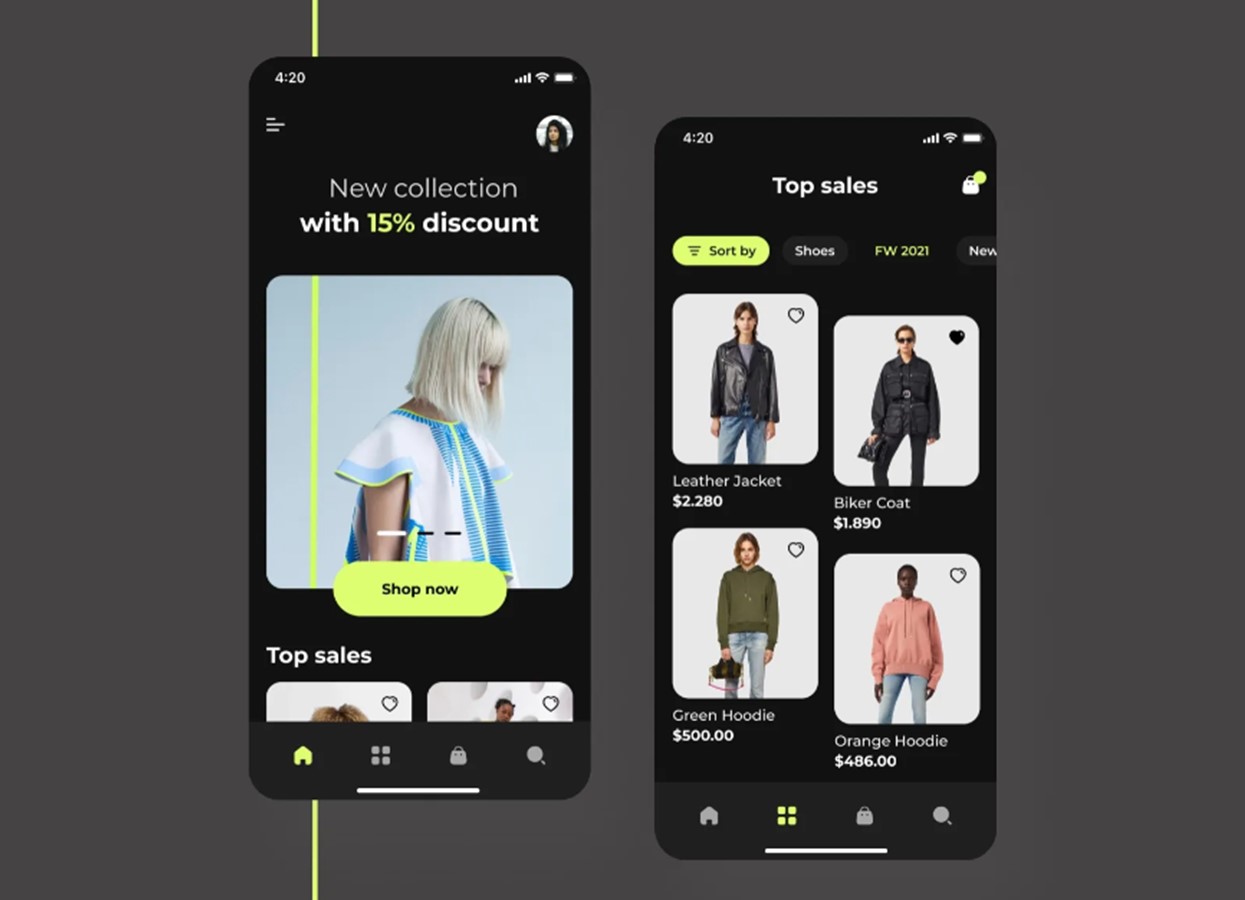 4:20
New collection
with 15% discount
Shop now
Top sales
4:20
Top sales
Sort by
Shoes
FW 2021
New
Leather Jacket
$2.280
Biker Coat
$1.890
Green Hoodie
$500.00
Orange Hoodie
$486.00